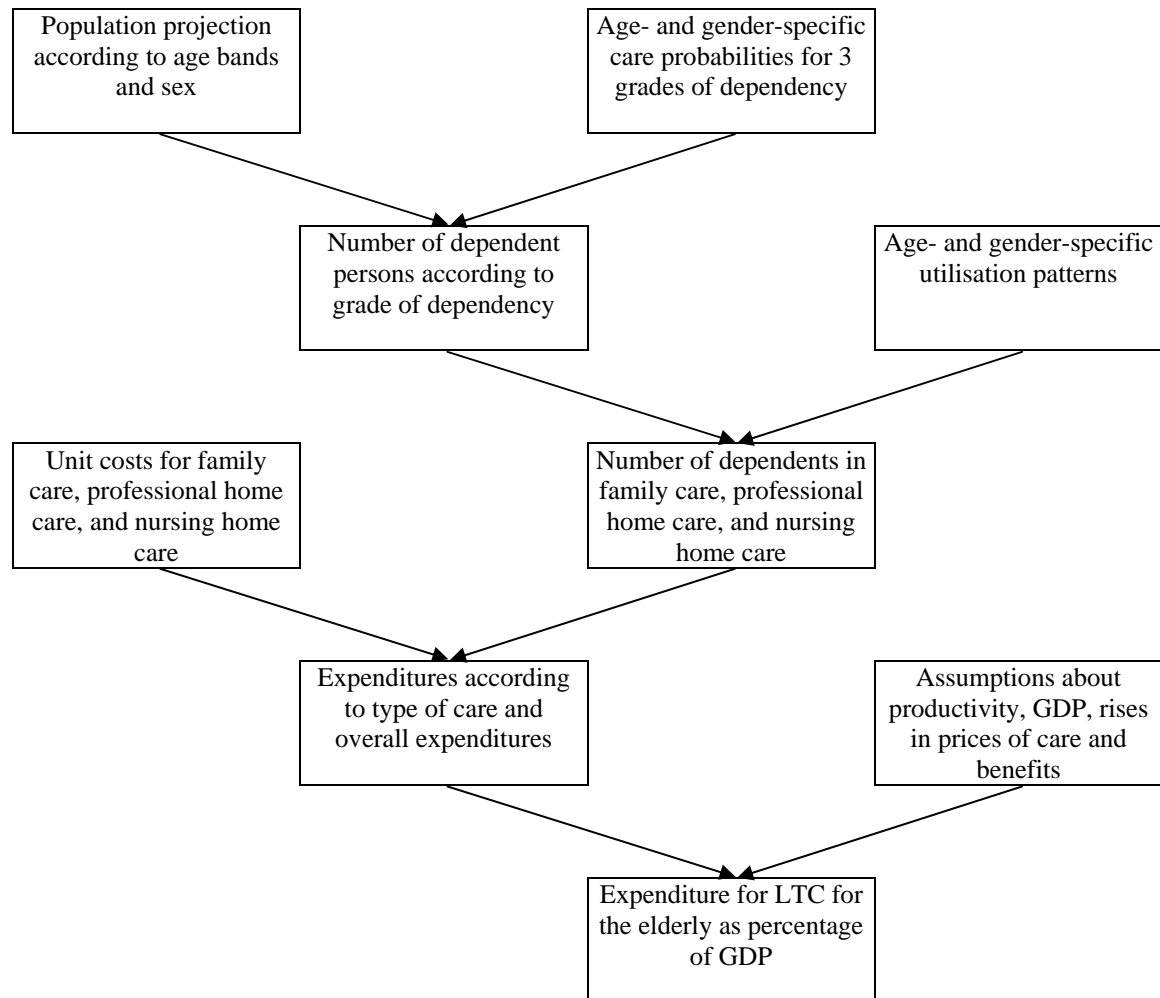 Population projection
according to age bands
and sex
Age- and gender-specific
care probabilities for 3
grades of dependency
Number of dependent
persons according to
grade of dependency
Age- and gender-specific
utilisation patterns
Unit costs for family
care, professional home
care, and nursing home
care
Number of dependents in
family care, professional
home care, and nursing
home care
Expenditures according
to type of care and
overall expenditures
Assumptions about
productivity, GDP, rises
in prices of care and
benefits
Expenditure for LTC for
the elderly as percentage
of GDP